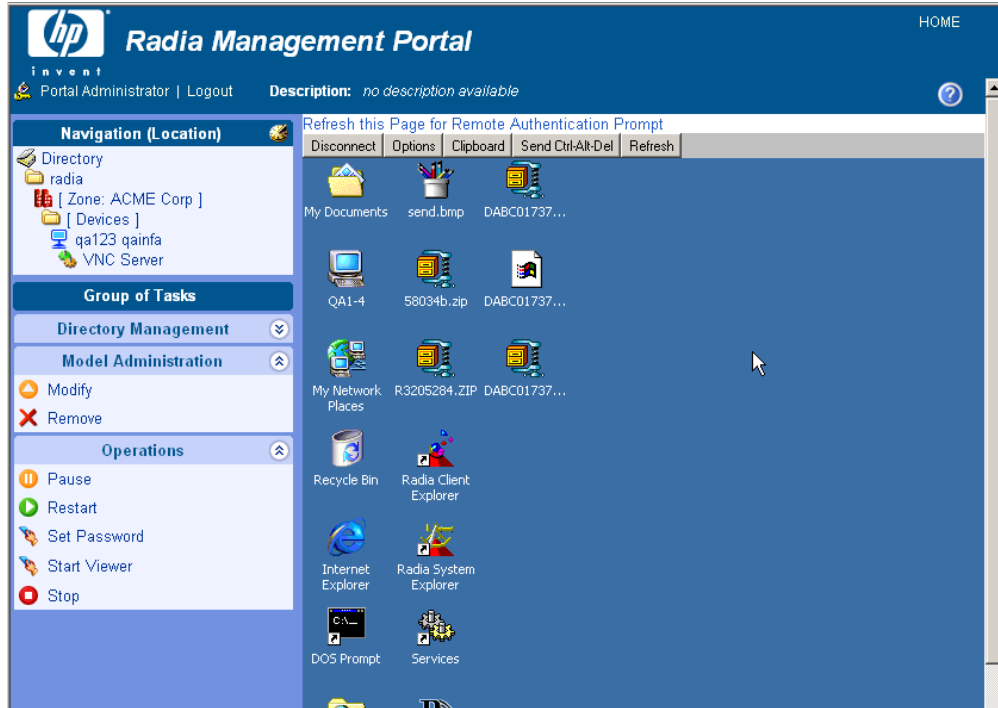 hp
invent
Radia Management Portal
HOME
Portal Administrator | Logout
Description: no description available
?
Navigation (Location)
Directory
radia
[ Zone: ACME Corp ]
[ Devices ]
qa123 qainfa
VNC Server
Group of Tasks
Directory Management
Model Administration
Modify
Remove
Operations
Pause
Restart
Set Password
Start Viewer
Stop
Refresh this Page for Remote Authentication Prompt
Disconnect Options Clipboard Send Ctrl-Alt-Del Refresh
My Documents send.bmp DABC01737...
QA1-4 58034b.zip DABC01737...
My Network R3205284.ZIP DABC01737...
Places
Recycle Bin Radia Client
Explorer
Internet Radia System
Explorer Explorer
C:\_
DOS Prompt Services